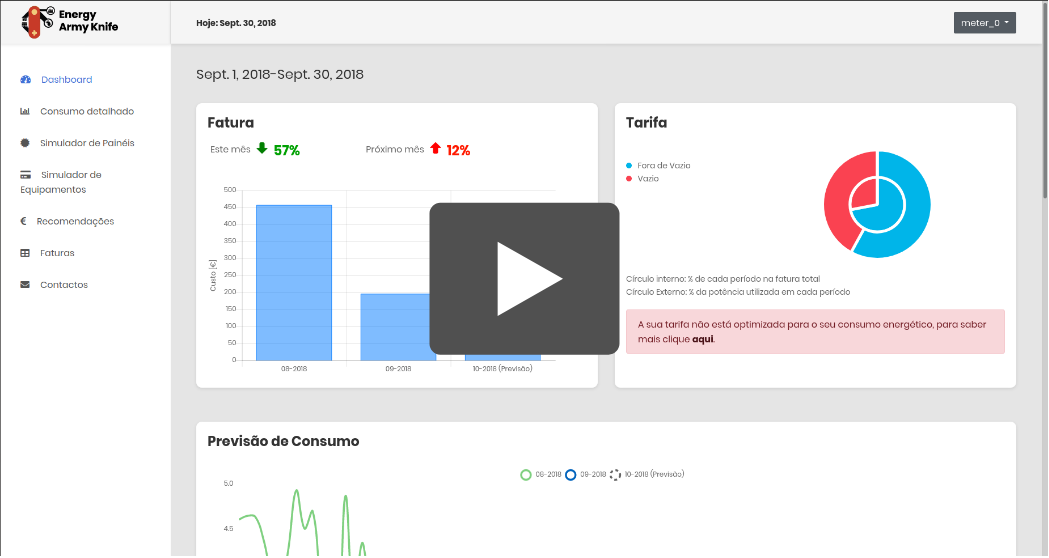 Energy
Army Knife
Hoje: Sept. 30, 2018
meter_0
Dashboard
Consumo detalhado
Simulador de Painéis
Simulador de
Equipamentos
Recomendações
Faturas
Contactos
Sept. 1, 2018-Sept. 30, 2018
Fatura
Este mês 57%
Próximo mês 12%
500
450
400
350
300
250
200
150
100
50
0
Custo [€]
08-2018
09-2018
10-2018 (Previsão)
Tarifa
Fora de Vazio
Vazio
Círculo interno: % de cada período na fatura total
Círculo Externo: % da potência utilizada em cada período
A sua tarifa não está optimizada para o seu consumo energético, para saber
mais clique aqui.
Previsão de Consumo
08-2018 09-2018 10-2018 (Previsão)
5.0
4.5